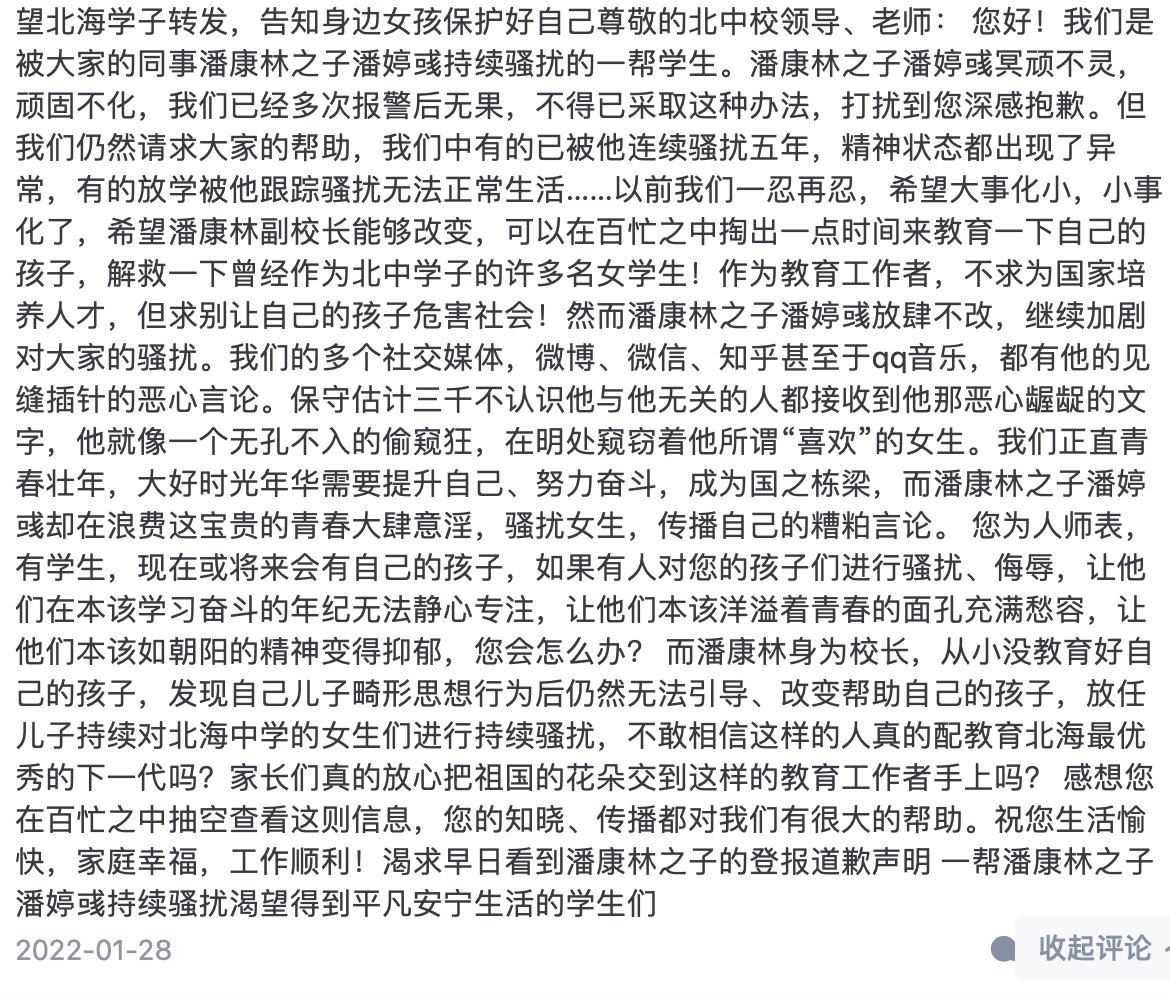 望北海学子转发，告知身边女孩保护好自己尊敬的北中校领导、老师： 您好！我们是
被大家的同事潘康林之子潘婷彧持续骚扰的一帮学生。潘康林之子潘婷彧冥顽不灵，
顽固不化，我们已经多次报警后无果，不得已采取这种办法，打扰到您深感抱歉。但
我们仍然请求大家的帮助，我们中有的已被他连续骚扰五年，精神状态都出现了异
常，有的放学被他跟踪骚扰无法正常生活......以前我们一忍再忍，希望大事化小，小事
化了，希望潘康林副校长能够改变，可以在百忙之中掏出一点时间来教育一下自己的
孩子，解救一下曾经作为北中学子的许多名女学生！作为教育工作者，不求为国家培
养人才，但求别让自己的孩子危害社会！然而潘康林之子潘婷彧放肆不改，继续加剧
对大家的骚扰。我们的多个社交媒体，微博、微信、知乎甚至于qq音乐，都有他的见
缝插针的恶心言论。保守估计三千不认识他与他无关的人都接收到他那恶心龌龊的文
字，他就像一个无孔不入的偷窥狂，在明处窥窃着他所谓“喜欢”的女生。我们正直青
春壮年，大好时光年华需要提升自己、努力奋斗，成为国之栋梁，而潘康林之子潘婷
彧却在浪费这宝贵的青春大肆意淫，骚扰女生，传播自己的糟粕言论。 您为人师表，
有学生，现在或将来会有自己的孩子，如果有人对您的孩子们进行骚扰、侮辱，让他
们在本该学习奋斗的年纪无法静心专注，让他们本该洋溢着青春的面孔充满愁容，让
他们本该如朝阳的精神变得抑郁，您会怎么办？ 而潘康林身为校长，从小没教育好自
己的孩子，发现自己儿子畸形思想行为后仍然无法引导、改变帮助自己的孩子，放任
儿子持续对北海中学的女生们进行持续骚扰，不敢相信这样的人真的配教育北海最优
秀的下一代吗？家长们真的放心把祖国的花朵交到这样的教育工作者手上吗？ 感想您
在百忙之中抽空查看这则信息，您的知晓、传播都对我们有很大的帮助。祝您生活愉
快，家庭幸福，工作顺利！渴求早日看到潘康林之子的登报道歉声明 一帮潘康林之子
潘婷彧持续骚扰渴望得到平凡安宁生活的学生们
2022-01-28
收起评论